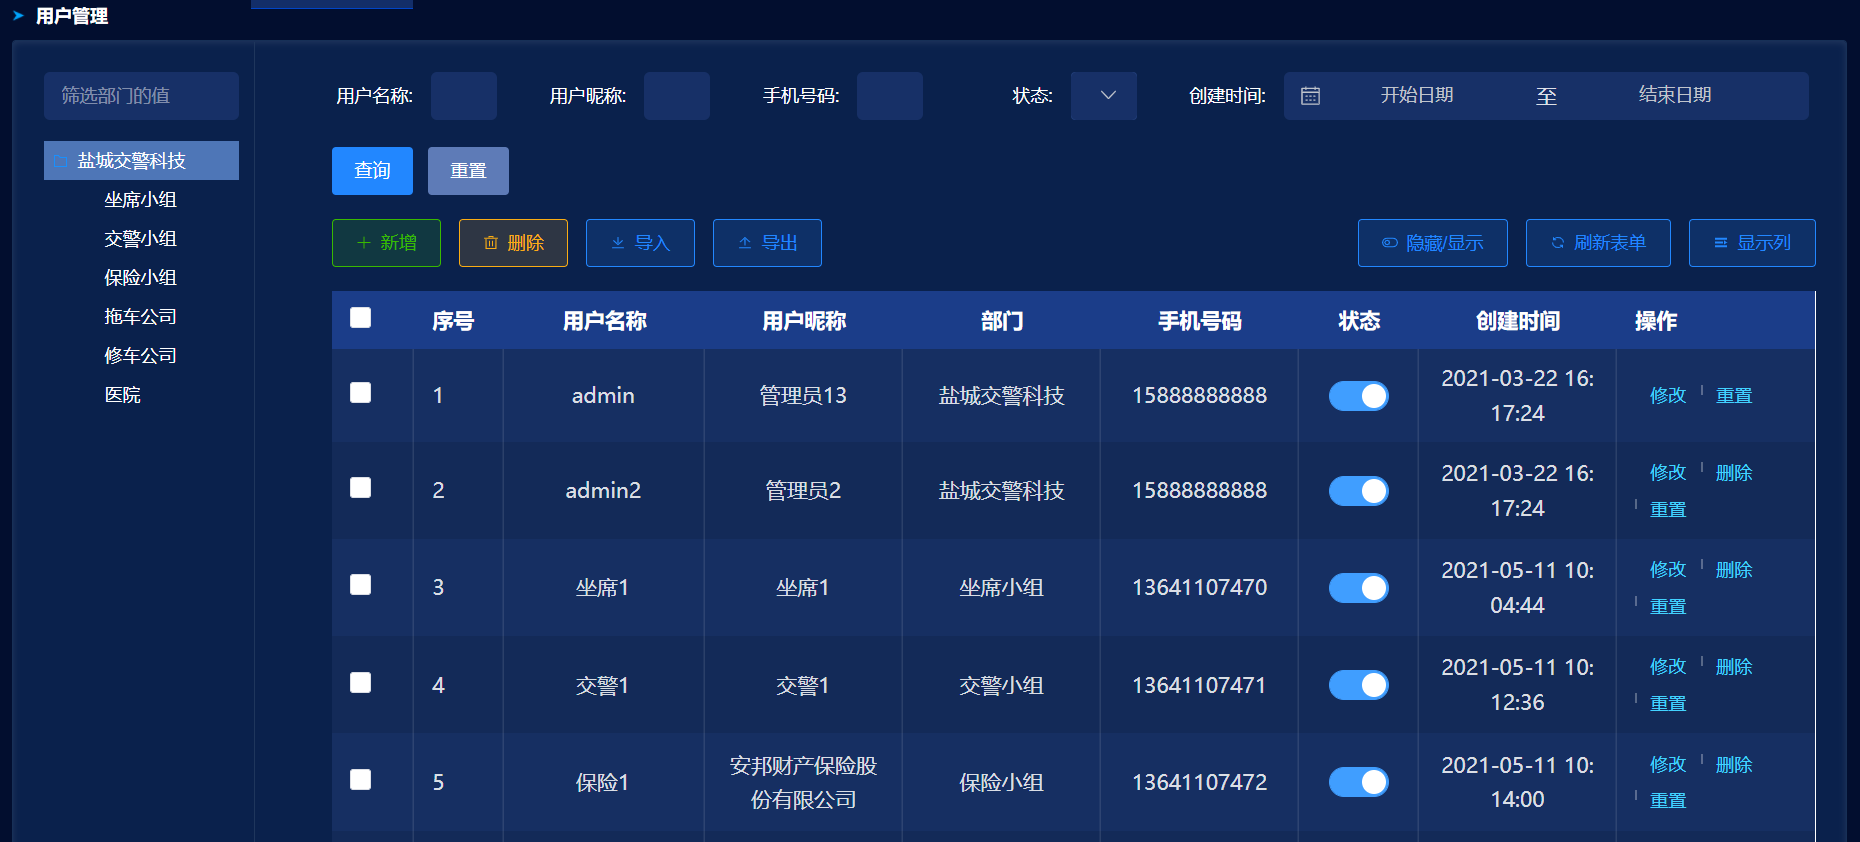 用户管理
筛选部门的值
盐城交警科技
坐席小组
交警小组
保险小组
拖车公司
修车公司
医院
用户名称: 用户昵称: 手机号码: 状态: 创建时间: 开始日期 至 结束日期
查询 重置
新增 删除 导入 导出 隐藏/显示 刷新表单 显示列
序号 用户名称 用户昵称 部门 手机号码 状态 创建时间 操作
1 admin 管理员13 盐城交警科技 15888888888 2021-03-22 16:
17:24 修改 重置
2 admin2 管理员2 盐城交警科技 15888888888 2021-03-22 16:
17:24 修改 删除
重置
3 坐席1 坐席1 坐席小组 13641107470 2021-05-11 10:
04:44 修改 删除
重置
4 交警1 交警1 交警小组 13641107471 2021-05-11 10:
12:36 修改 删除
重置
5 保险1 安邦财产保险股
份有限公司 保险小组 13641107472 2021-05-11 10:
14:00 修改 删除
重置